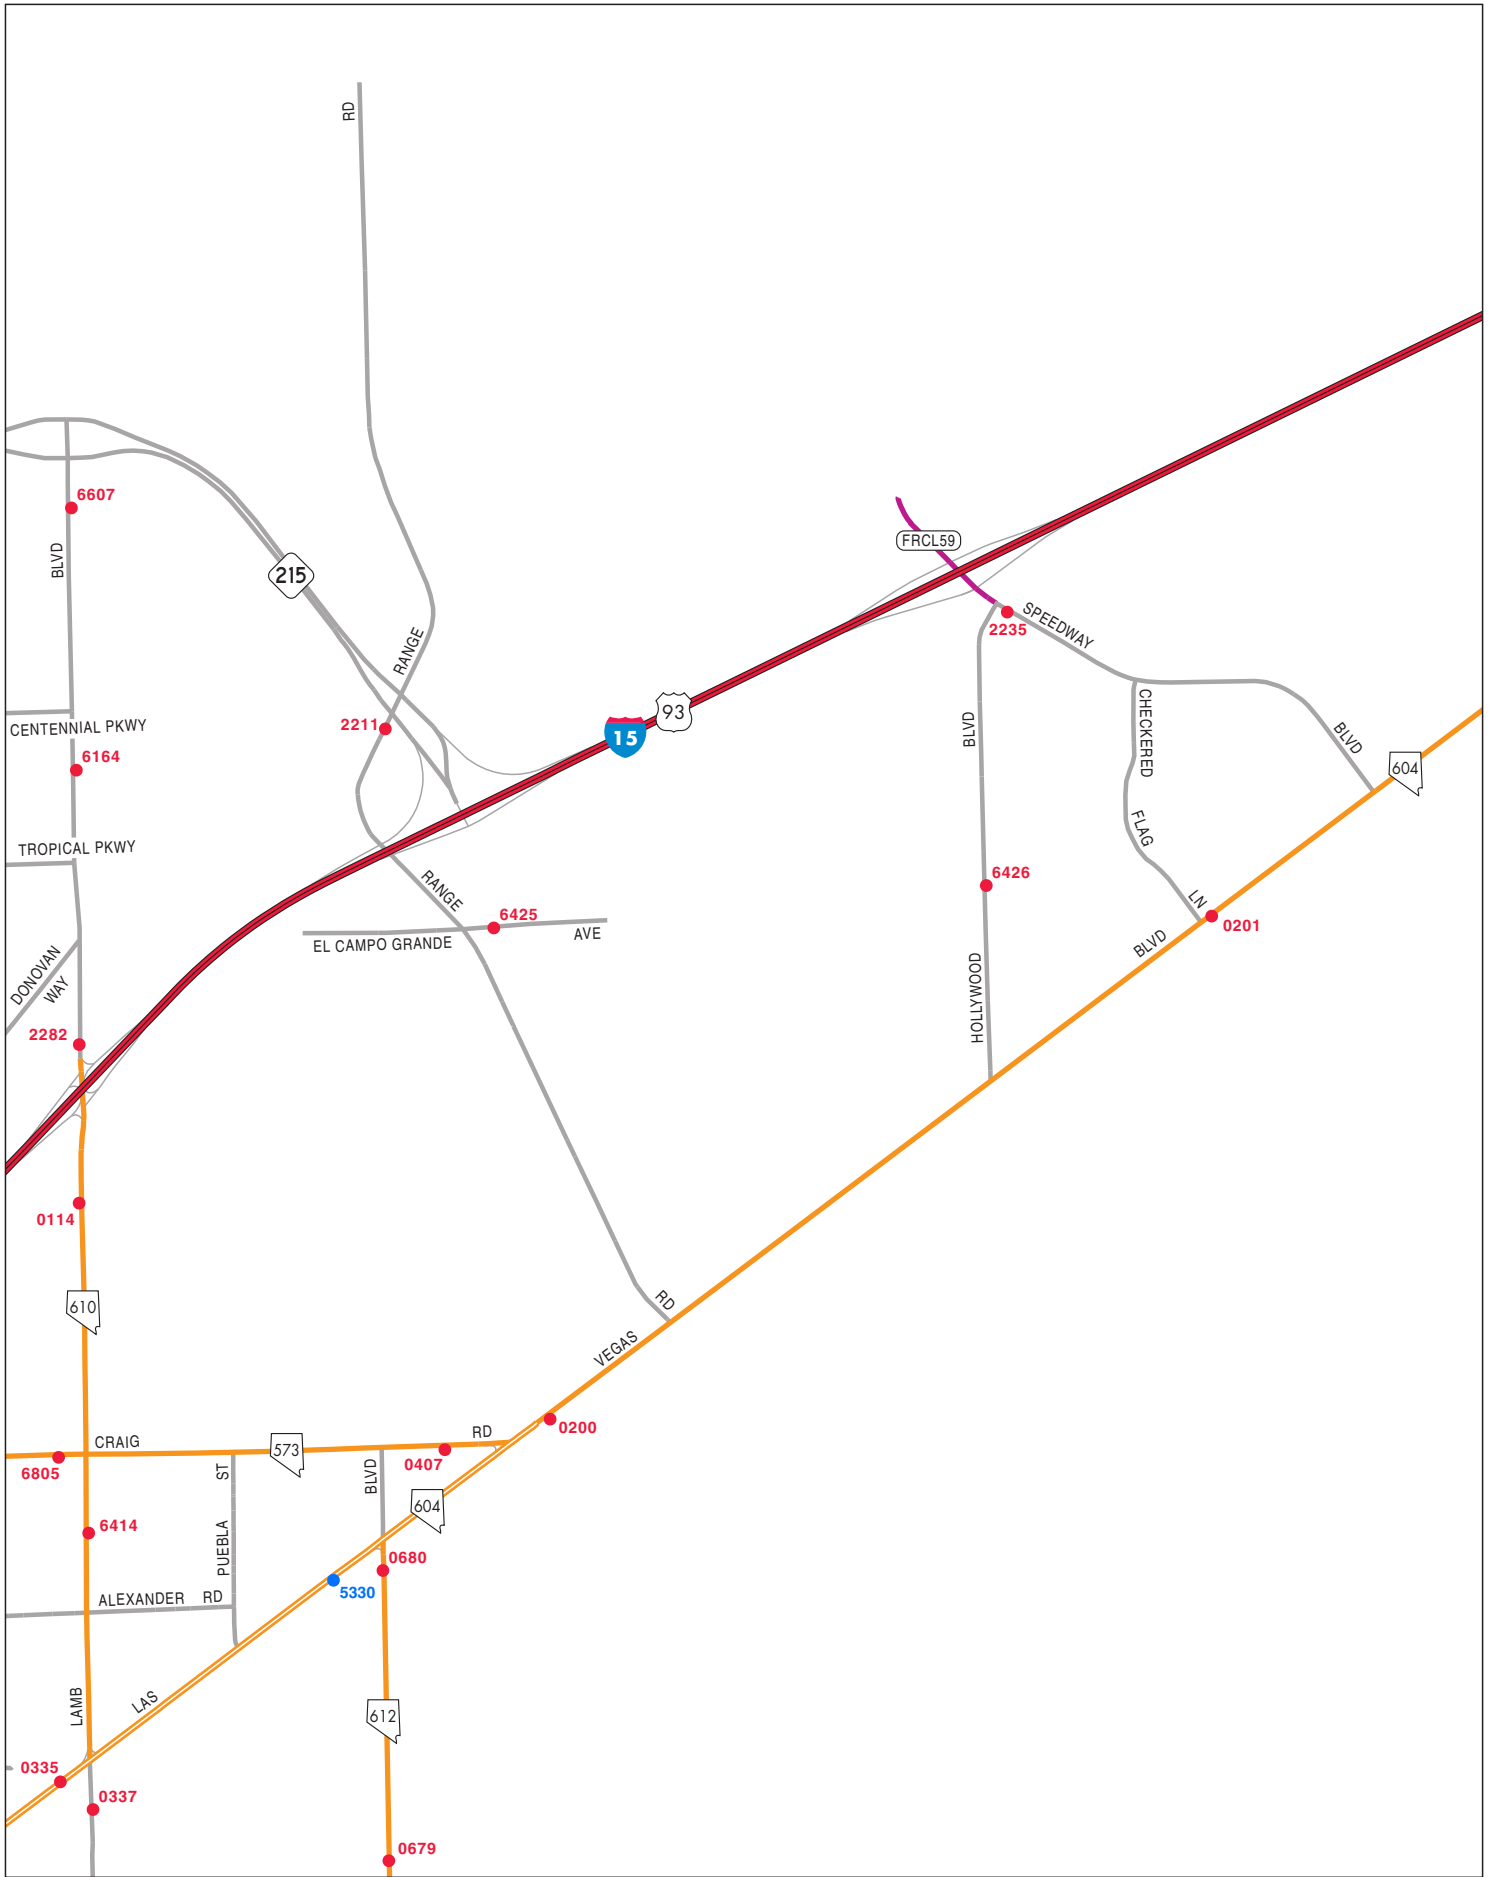 RD
6607
BLVD
215
FRCL59
RANGE
2235
SPEEDWAY
CENTENNIAL PKWY
2211
93
15
BLVD
CHECKERED
BLVD
604
6164
TROPICAL PKWY
FLAG
RANGE
6425
6426
LN
0201
EL CAMPO GRANDE
AVE
BLVD
DONOVAN
WAY
HOLLYWOOD
2282
0114
610
RD
VEGAS
0200
CRAIG
573
RD
6805
ST
BLVD
0407
604
6414
PUEBLA
0680
5330
ALEXANDER RD
LAMB
LAS
612
0335
0337
0679